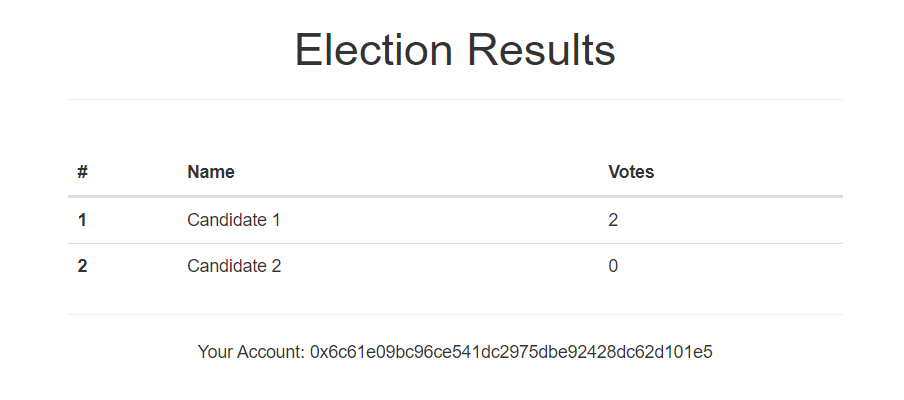 Election Results
# Name Votes
1 Candidate 1 2
2 Candidate 2 0
Your Account: 0x6c61e09bc96ce541dc2975dbe92428dc62d101e5